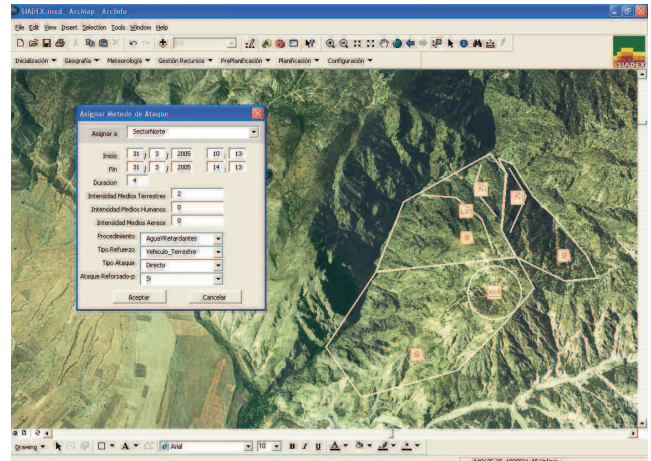 SIADEX.mxd - ArcMap - ArcInfo
File Edit View Insert Selection Tools Window Help
Inicialización Geografía Meteorología Gestión Recursos PrePlanificación Planificación Configuración
SIADEX
Asignar Metodo de Ataque
Asignar a SectorNorte
Inicio 31 / 3 / 2005 10 : 13
Fin 31 / 3 / 2005 14 : 13
Duracion 4
Intensidad Medios Terrestres 2
Intensidad Medios Humanos 0
Intensidad Medios Aereos 0
Procedimiento AguaYRetardantes
Tipo Refuerzo Vehiculo_Terrestre
Tipo Ataque Directo
Ataque Reforzado-p Si
Aceptar Cancelar
Drawing A Arial 10 B I U A